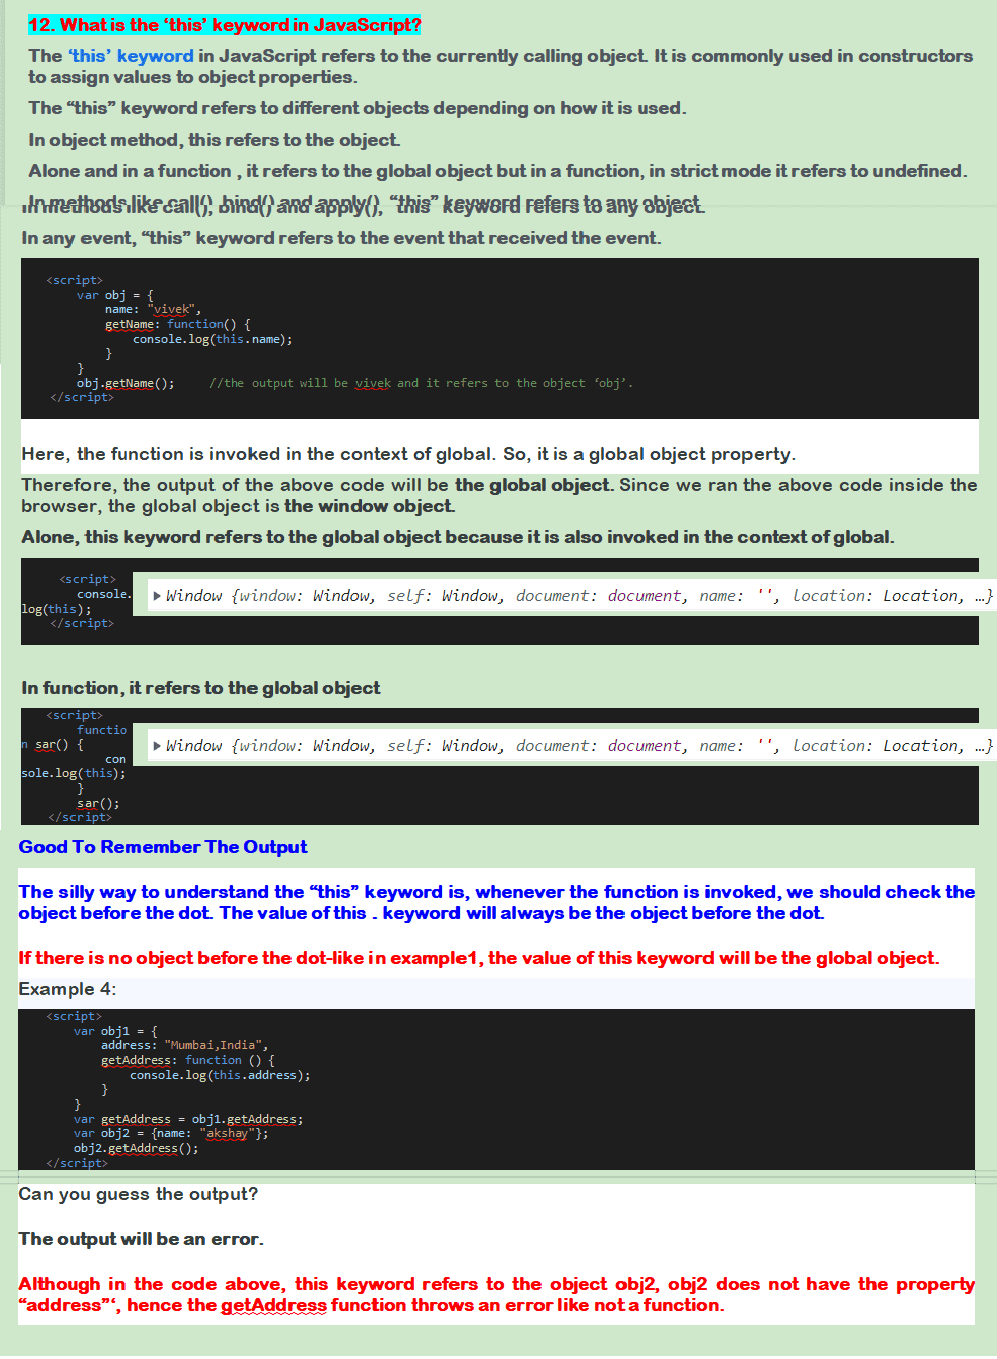 12. What is the ‘this’ keyword in JavaScript?
The ‘this’ keyword in JavaScript refers to the currently calling object. It is commonly used in constructors
to assign values to object properties.
The “this” keyword refers to different objects depending on how it is used.
In object method, this refers to the object.
Alone and in a function , it refers to the global object but in a function, in strict mode it refers to undefined.
In methods like call(), bind() and apply(), “this” keyword refers to any object.
In any event, “this” keyword refers to the event that received the event.
<script>
var obj = {
name: "vivek",
getName: function() {
console.log(this.name);
}
}
obj.getName(); //the output will be vivek and it refers to the object ‘obj’.
</script>
Here, the function is invoked in the context of global. So, it is a global object property.
Therefore, the output of the above code will be the global object. Since we ran the above code inside the
browser, the global object is the window object.
Alone, this keyword refers to the global object because it is also invoked in the context of global.
<script>
console.
log(this);
</script>
▸ Window {window: Window, self: Window, document: document, name: '', location: Location, …}
In function, it refers to the global object
<script>
functio
n sar() {
con
sole.log(this);
}
sar();
</script>
▸ Window {window: Window, self: Window, document: document, name: '', location: Location, …}
Good To Remember The Output
The silly way to understand the “this” keyword is, whenever the function is invoked, we should check the
object before the dot. The value of this . keyword will always be the object before the dot.
If there is no object before the dot-like in example1, the value of this keyword will be the global object.
Example 4:
<script>
var obj1 = {
address: "Mumbai,India",
getAddress: function () {
console.log(this.address);
}
}
var getAddress = obj1.getAddress;
var obj2 = {name: "akshay"};
obj2.getAddress();
</script>
Can you guess the output?
The output will be an error.
Although in the code above, this keyword refers to the object obj2, obj2 does not have the property
“address”‘, hence the getAddress function throws an error like not a function.